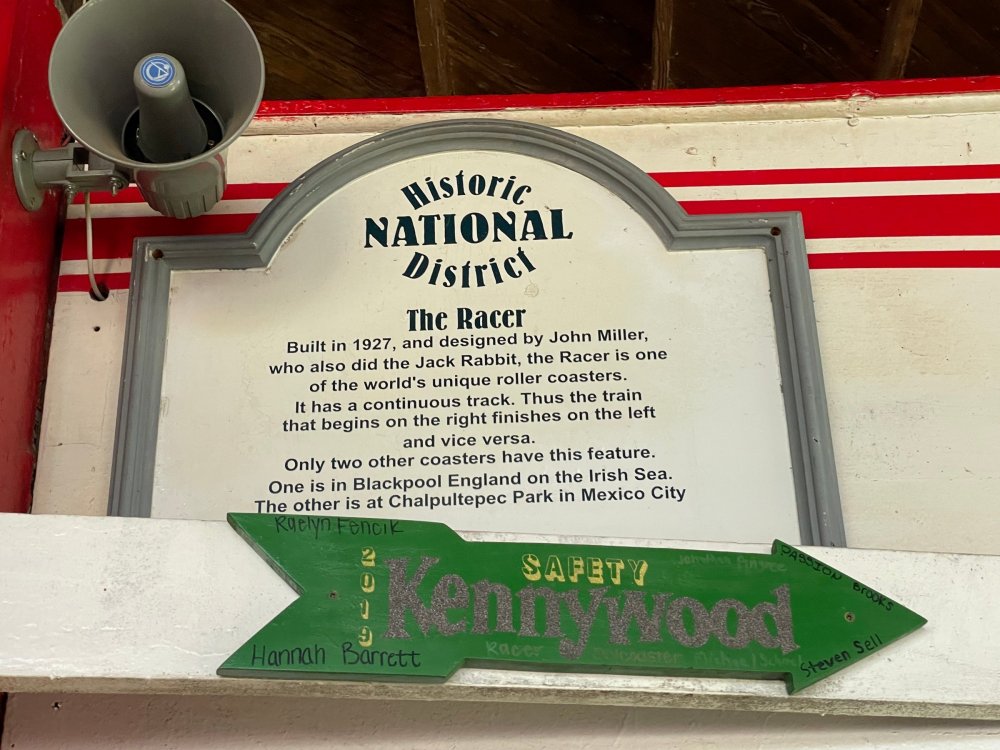 Historic
NATIONAL
District
The Racer
Built in 1927, and designed by John Miller,
who also did the Jack Rabbit, the Racer is one
of the world's unique roller coasters.
It has a continuous track. Thus the train
that begins on the right finishes on the left
and vice versa.
Only two other coasters have this feature.
One is in Blackpool England on the Irish Sea.
The other is at Chalpultepec Park in Mexico City
Raelyn Fencik
2019
SAFETY
Kennywood
PASSION Brooks
Hannah Barrett
Racer
Steven Sell